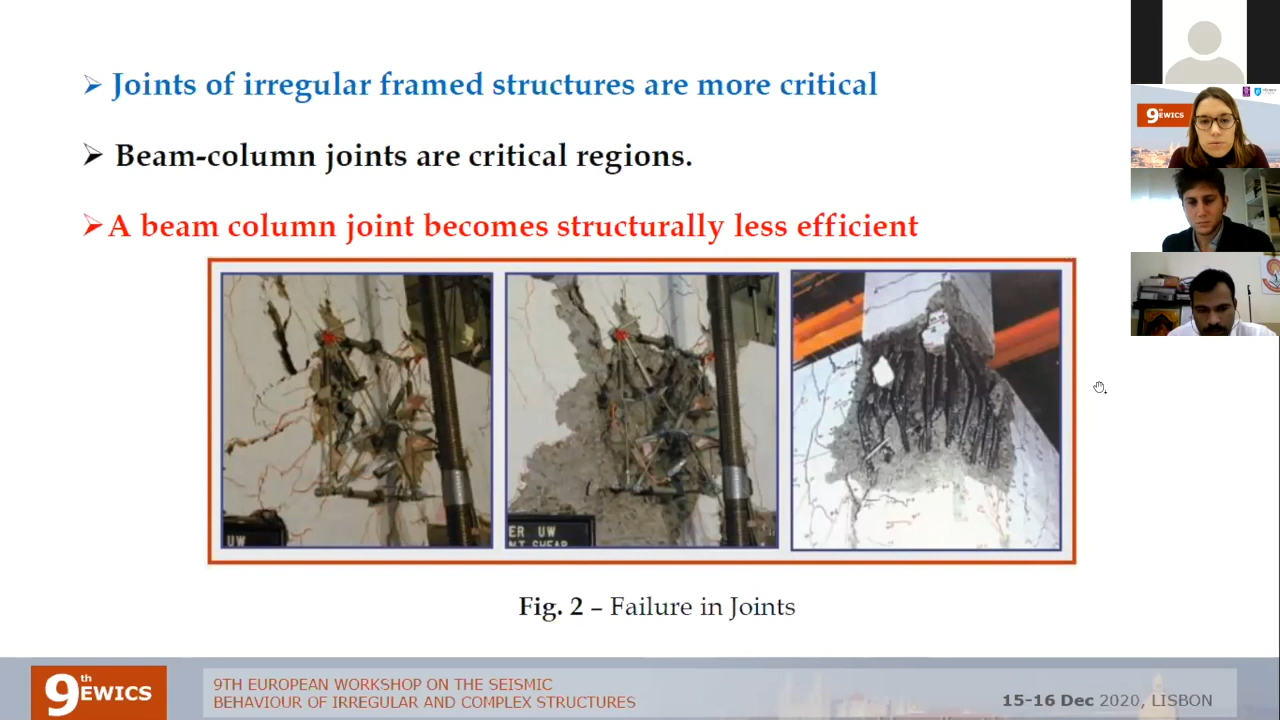 ➢ Joints of irregular framed structures are more critical
➢ Beam-column joints are critical regions.
➢ A beam column joint becomes structurally less efficient
UW
ER UW
Fig. 2 – Failure in Joints
9th EWICS
9th EWICS
9TH EUROPEAN WORKSHOP ON THE SEISMIC
BEHAVIOUR OF IRREGULAR AND COMPLEX STRUCTURES
15-16 Dec 2020, LISBON